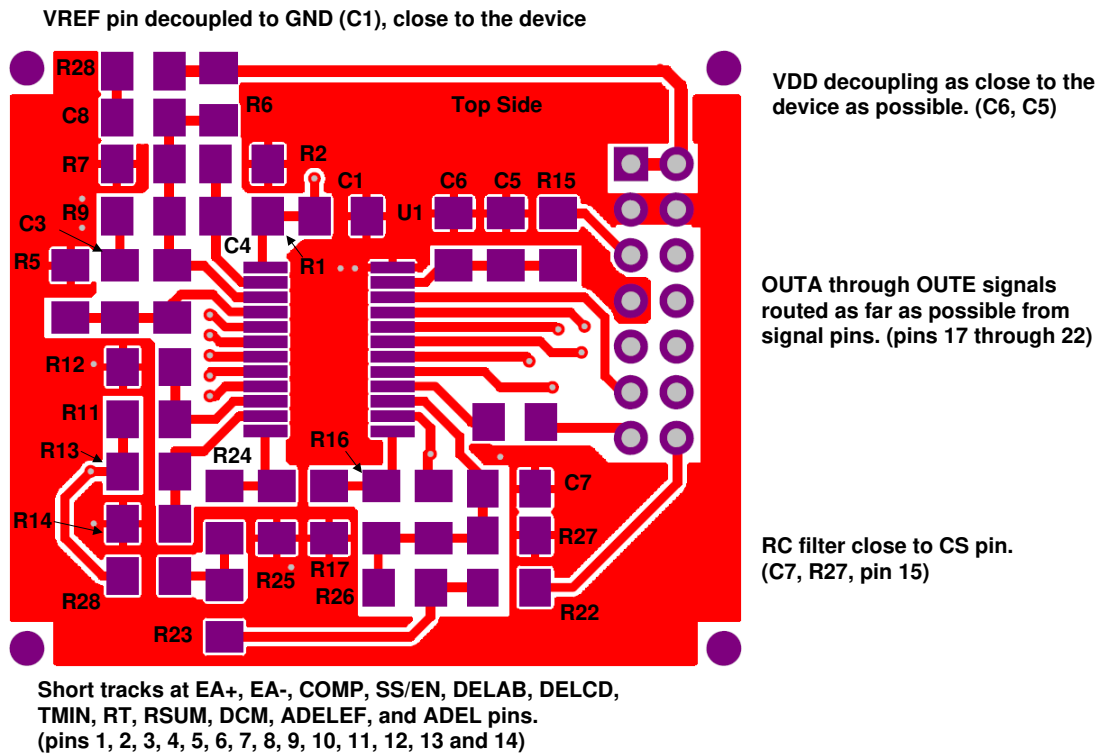 VREF pin decoupled to GND (C1), close to the device
R28
R6
Top Side
C8
R7
R2
C1
C6
C5
R15
C3
R9
U1
C4
R1
R5
R12
R11
R13
R24
R16
R14
C7
R27
R25
R17
R28
R26
R22
R23
VDD decoupling as close to the
device as possible. (C6, C5)
OUTA through OUTE signals
routed as far as possible from
signal pins. (pins 17 through 22)
RC filter close to CS pin.
(C7, R27, pin 15)
Short tracks at EA+, EA-, COMP, SS/EN, DELAB, DELCD,
TMIN, RT, RSUM, DCM, ADELEF, and ADEL pins.
(pins 1, 2, 3, 4, 5, 6, 7, 8, 9, 10, 11, 12, 13 and 14)